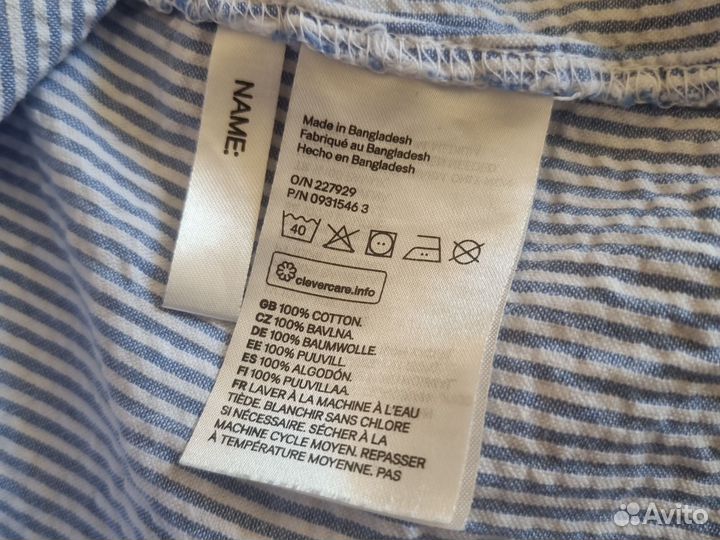 NAME:
Made in Bangladesh
Fabriqué au Bangladesh
Hecho en Bangladesh
O/N 227929
P/N 0931546 3
40
clevercare.info
GB 100% COTTON.
CZ 100% BAVLNA.
DE 100% BAUMWOLLE.
EE 100% PUUVILL.
ES 100% ALGODÓN.
FI 100% PUUVILLAA.
FR LAVER À LA MACHINE À L'EAU
TIÈDE. BLANCHIR SANS CHLORE
SI NÉCESSAIRE. SÉCHER À LA
MACHINE CYCLE MOYEN. REPASSER
À TEMPÉRATURE MOYENNE. PAS
Avito